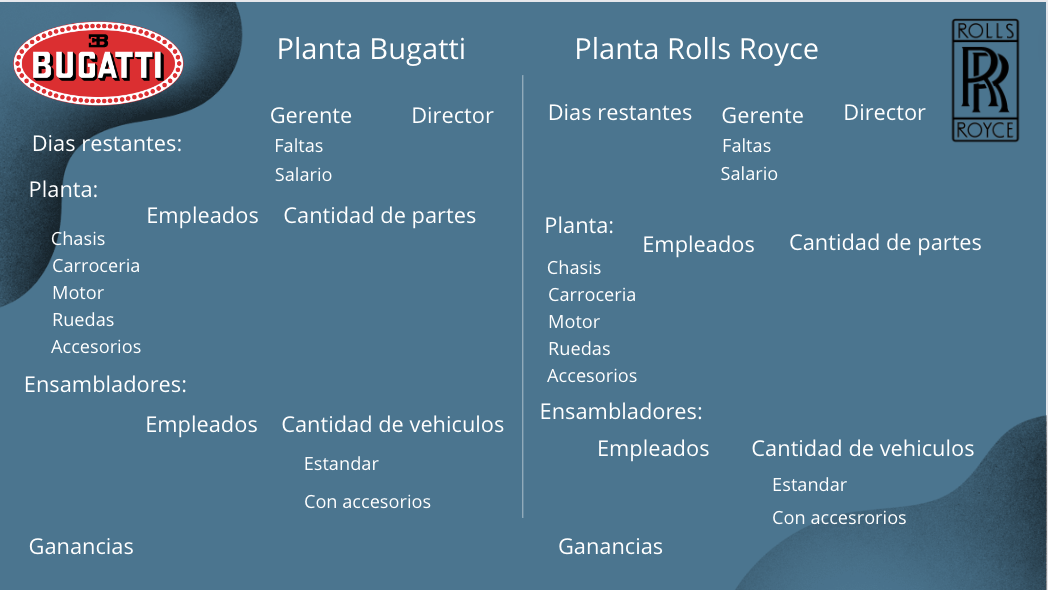 EB
BUGATTI
Planta Bugatti
Gerente
Director
Dias restantes:
Faltas
Salario
Planta:
Empleados
Cantidad de partes
Chasis
Carroceria
Motor
Ruedas
Accesorios
Ensambladores:
Empleados
Cantidad de vehiculos
Estandar
Con accesorios
Ganancias
Planta Rolls Royce
ROLLS
RR
ROYCE
Dias restantes
Gerente
Director
Faltas
Salario
Planta:
Empleados
Cantidad de partes
Chasis
Carroceria
Motor
Ruedas
Accesorios
Ensambladores:
Empleados
Cantidad de vehiculos
Estandar
Con accesrorios
Ganancias